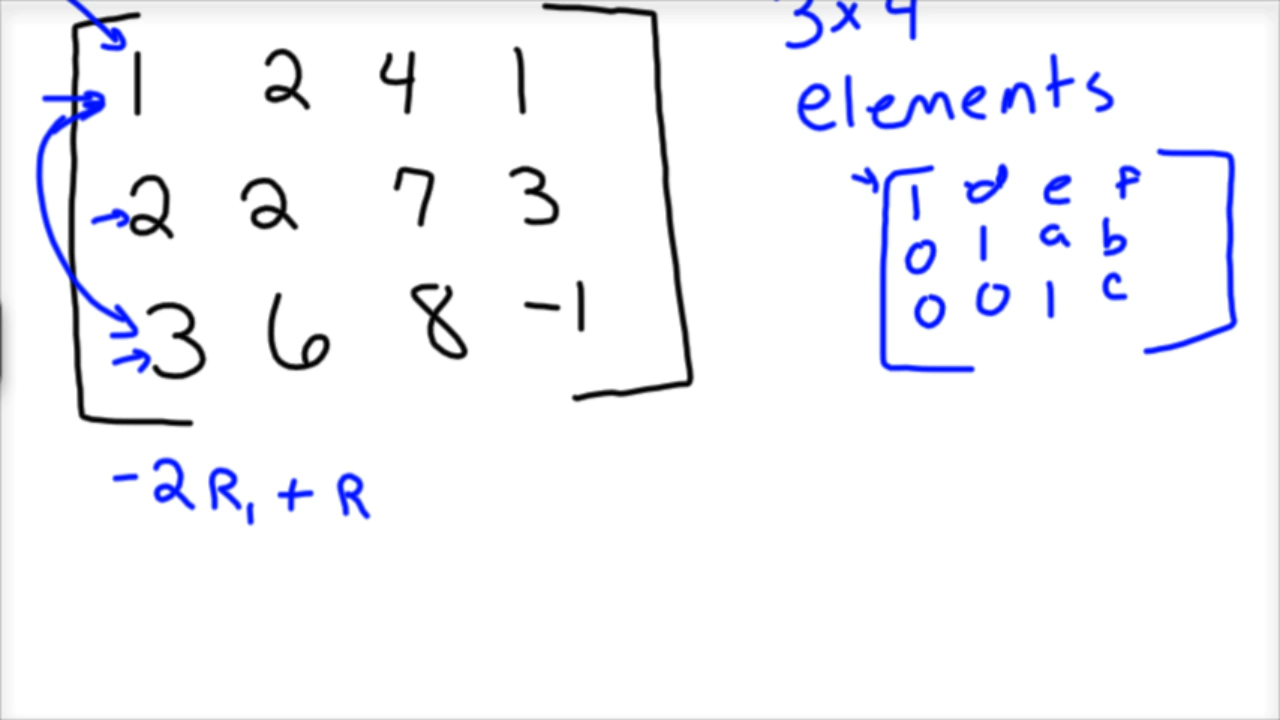 1 2 4 1
2 2 7 3
3 6 8 -1
-2R₁ + R
3x4
elements
1 d e f
0 1 a b
0 0 1 c